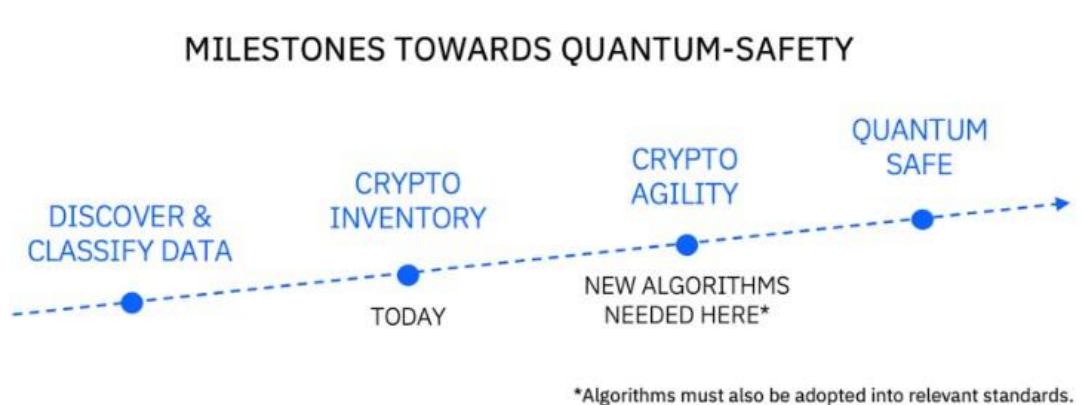 MILESTONES TOWARDS QUANTUM-SAFETY
DISCOVER &
CLASSIFY DATA
CRYPTO
INVENTORY
TODAY
CRYPTO
AGILITY
NEW ALGORITHMS
NEEDED HERE*
QUANTUM
SAFE
*Algorithms must also be adopted into relevant standards.